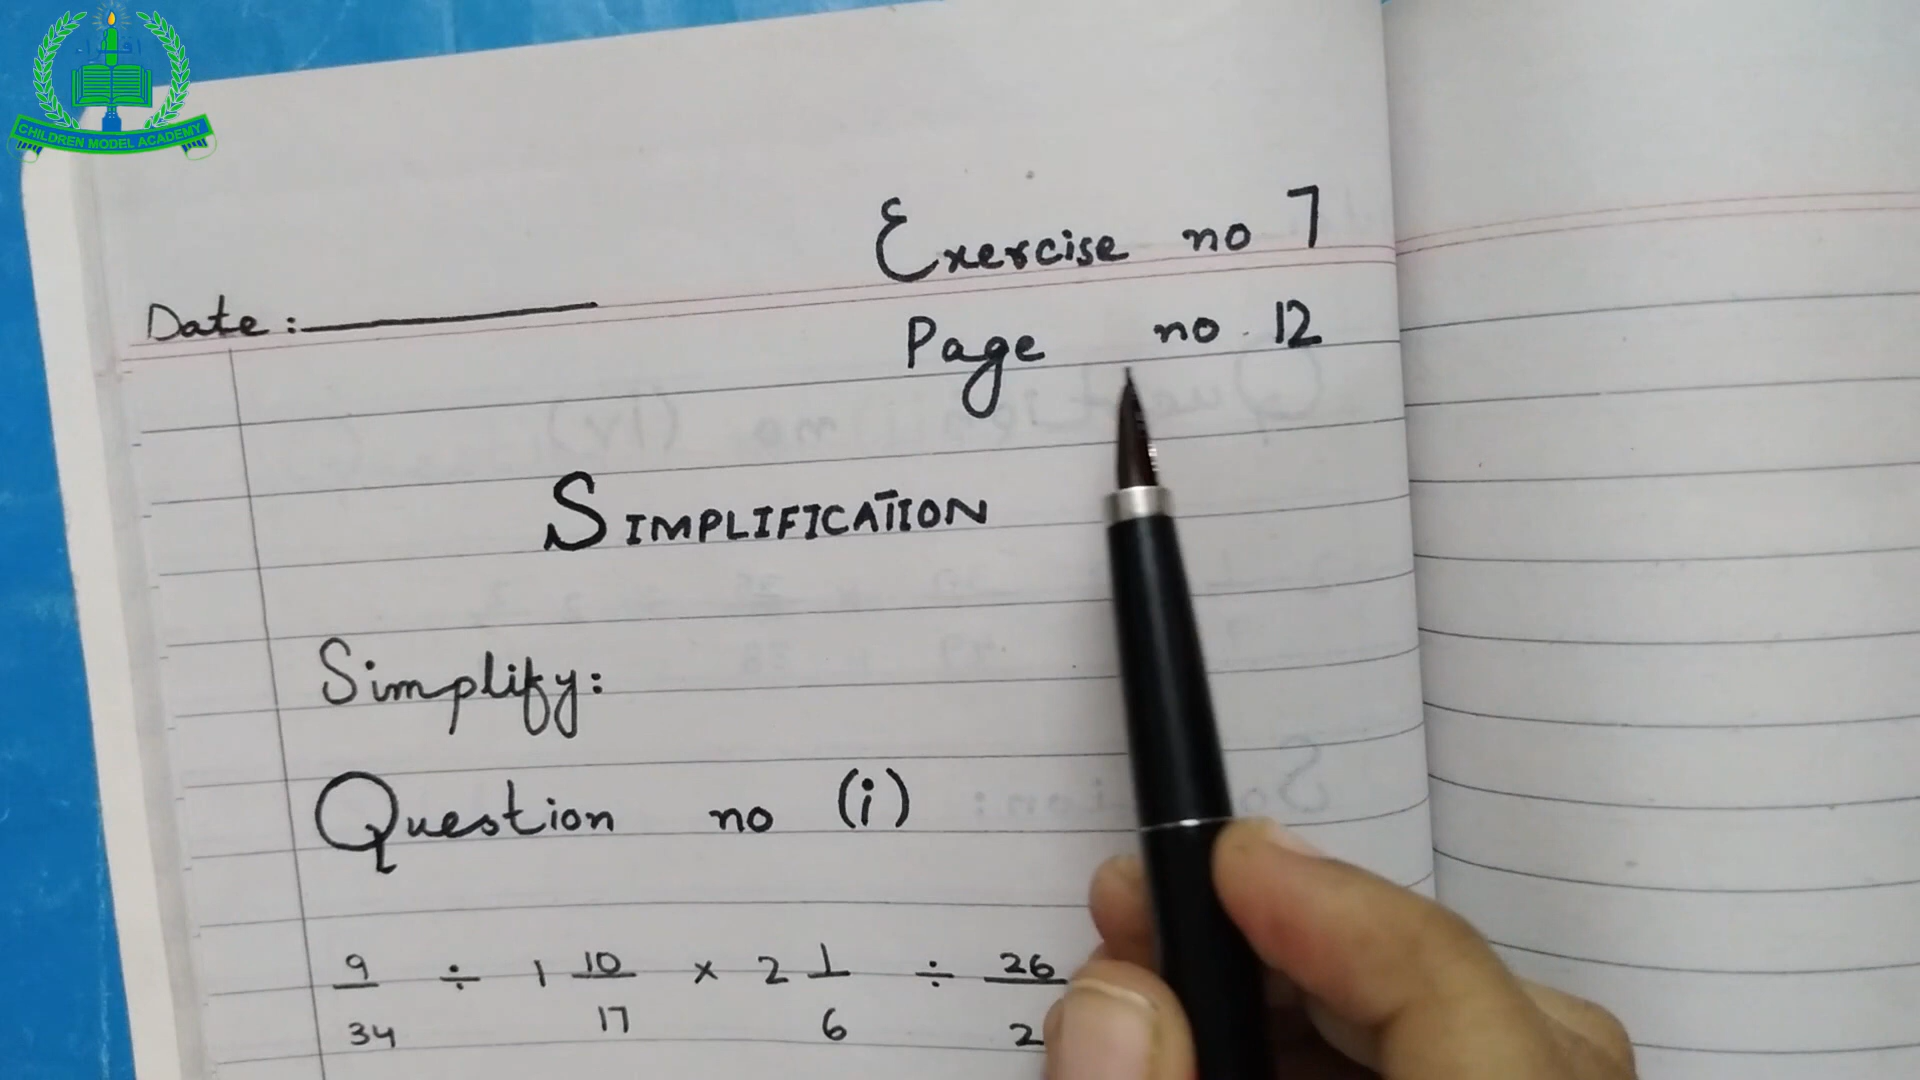 اقراء
CHILDREN MODEL ACADEMY
Exercise no 7
Date:
Page no. 12
SIMPLIFICATION
Simplify:
Question no (i)
9 ÷ 1 10 × 2 1 ÷ 26
34 17 6 2